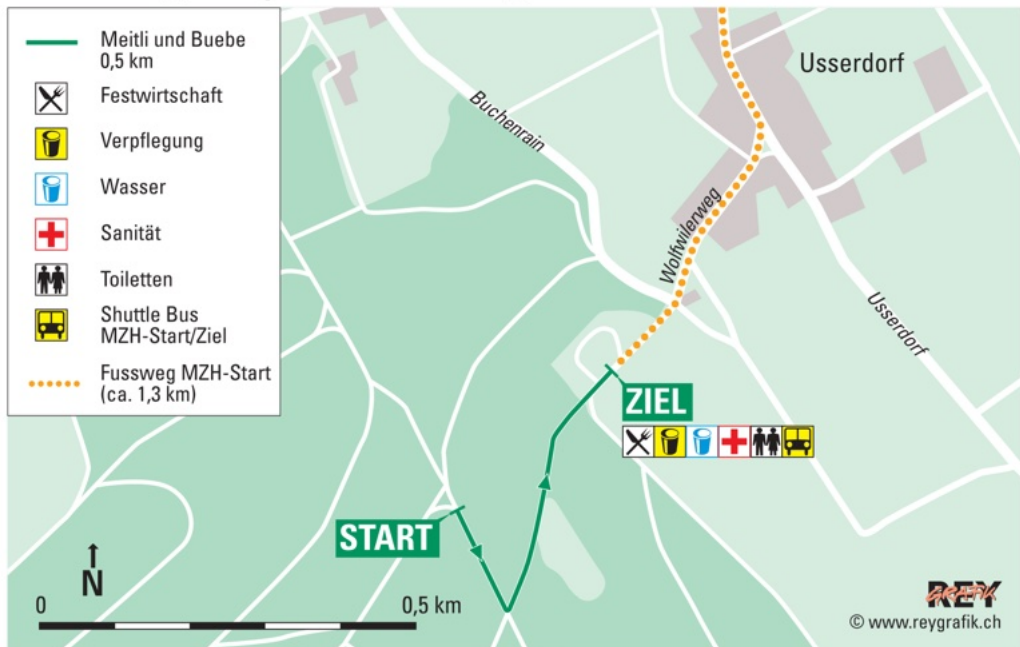 Meitli und Buebe
0,5 km
Festwirtschaft
Verpflegung
Wasser
Sanität
Toiletten
Shuttle Bus
MZH-Start/Ziel
Fussweg MZH-Start
(ca. 1,3 km)
Usserdorf
Buchenrain
Wolfwilerweg
Usserdorf
ZIEL
START
N
0
0,5 km
REY
GRAFIK
© www.reygrafik.ch